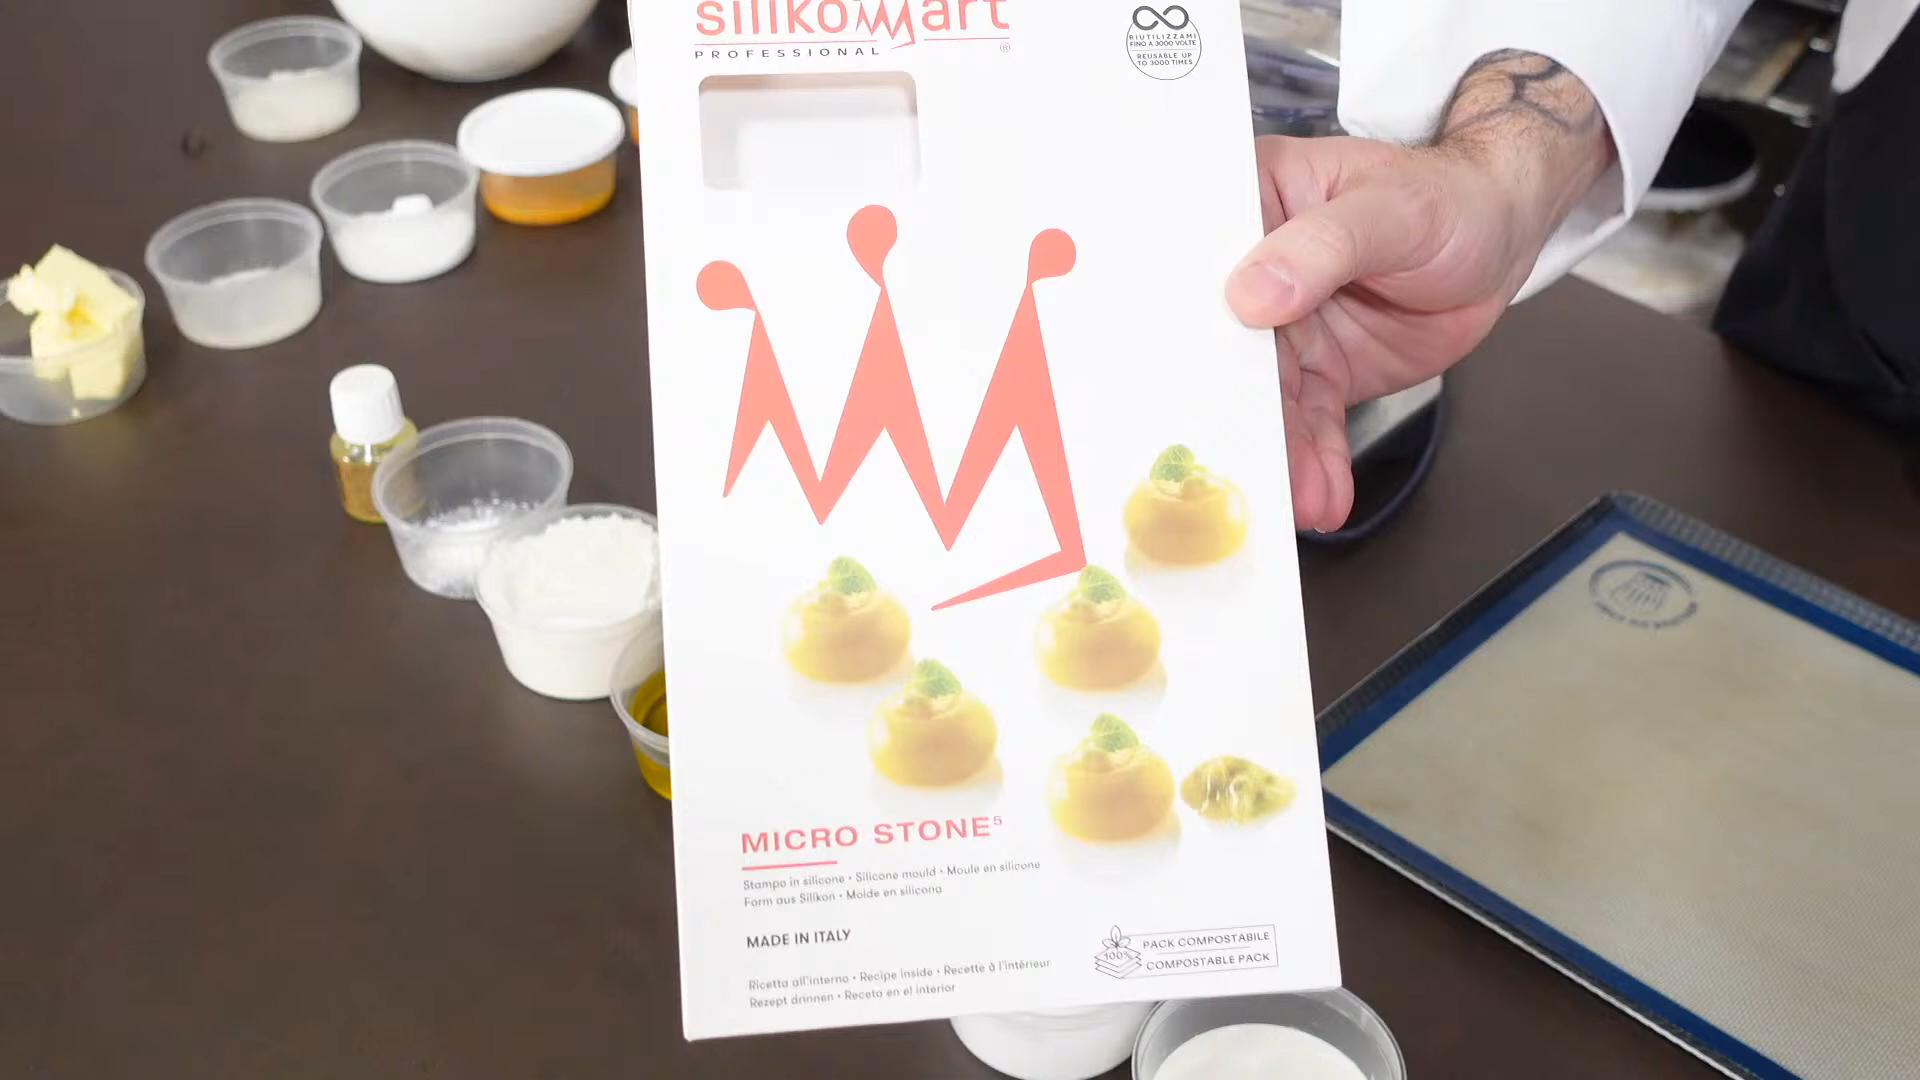 silikomart
PROFESSIONAL
®
RIUTILIZZAMI
FINO A 3000 VOLTE
REUSABLE UP
TO 3000 TIMES
MICRO STONE⁵
Stampo in silicone • Silicone mould • Moule en silicone
Form aus Silikon • Molde en silicona
MADE IN ITALY
100%
PACK COMPOSTABILE
COMPOSTABLE PACK
Ricetta all'interno • Recipe inside • Recette à l'intérieur
Rezept drinnen • Receta en el interior